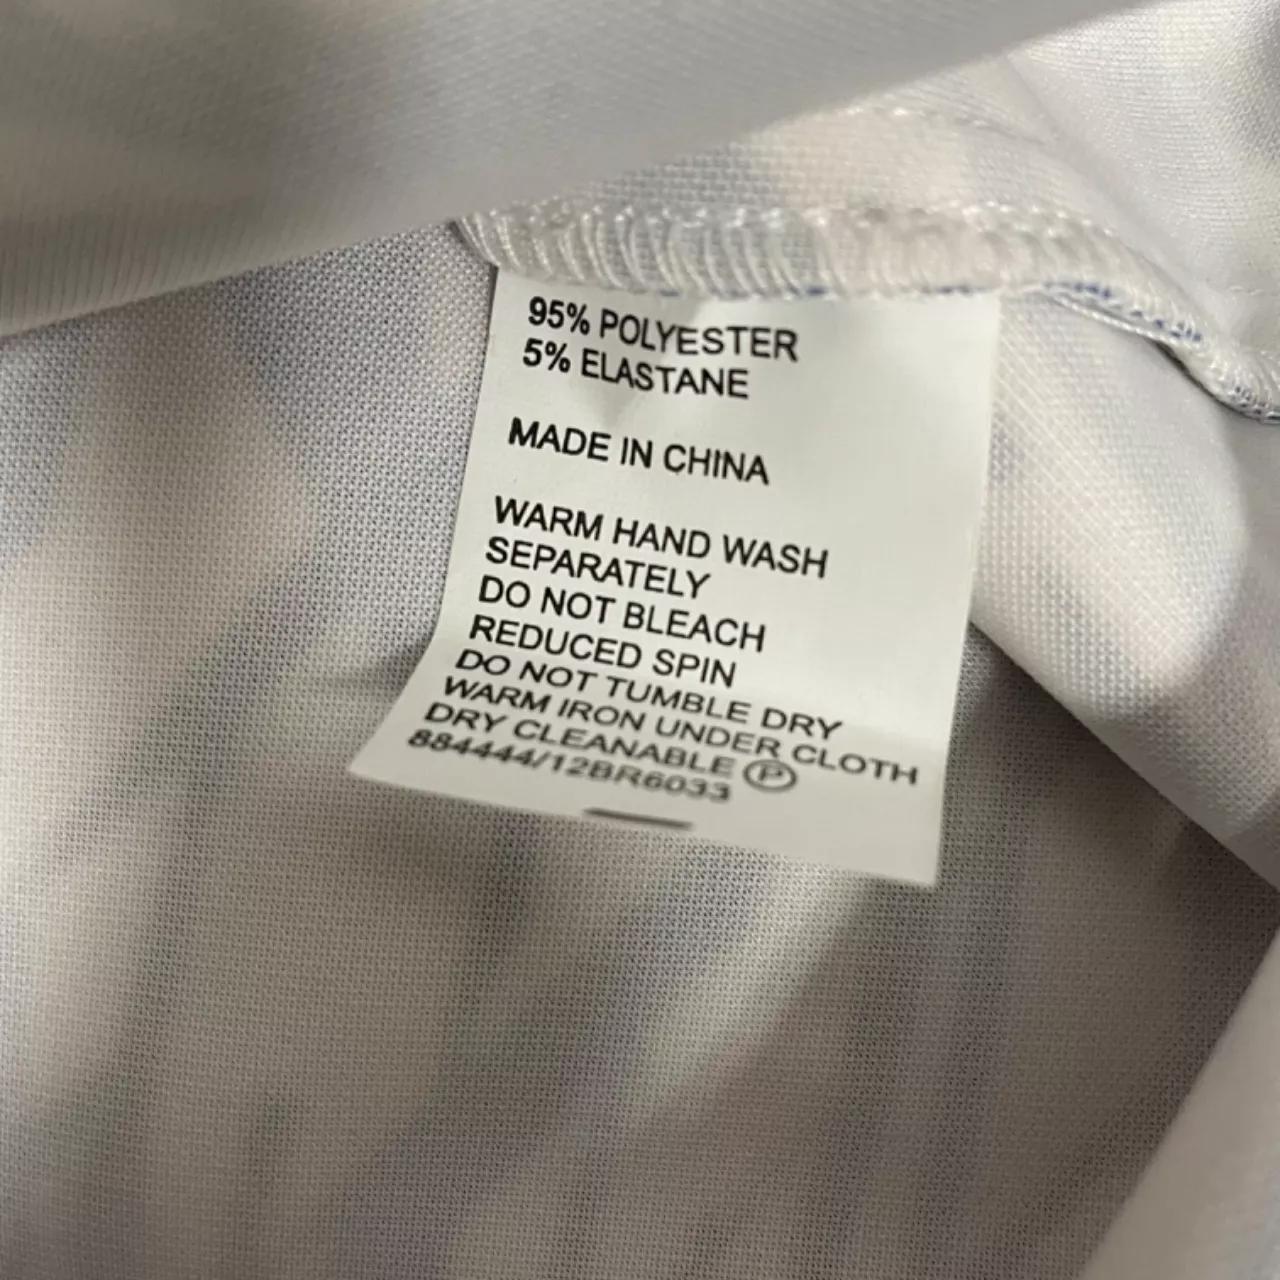 95% POLYESTER
5% ELASTANE
MADE IN CHINA
WARM HAND WASH
SEPARATELY
DO NOT BLEACH
REDUCED SPIN
DO NOT TUMBLE DRY
WARM IRON UNDER CLOTH
DRY CLEANABLE Ⓟ
884444/12BR6033